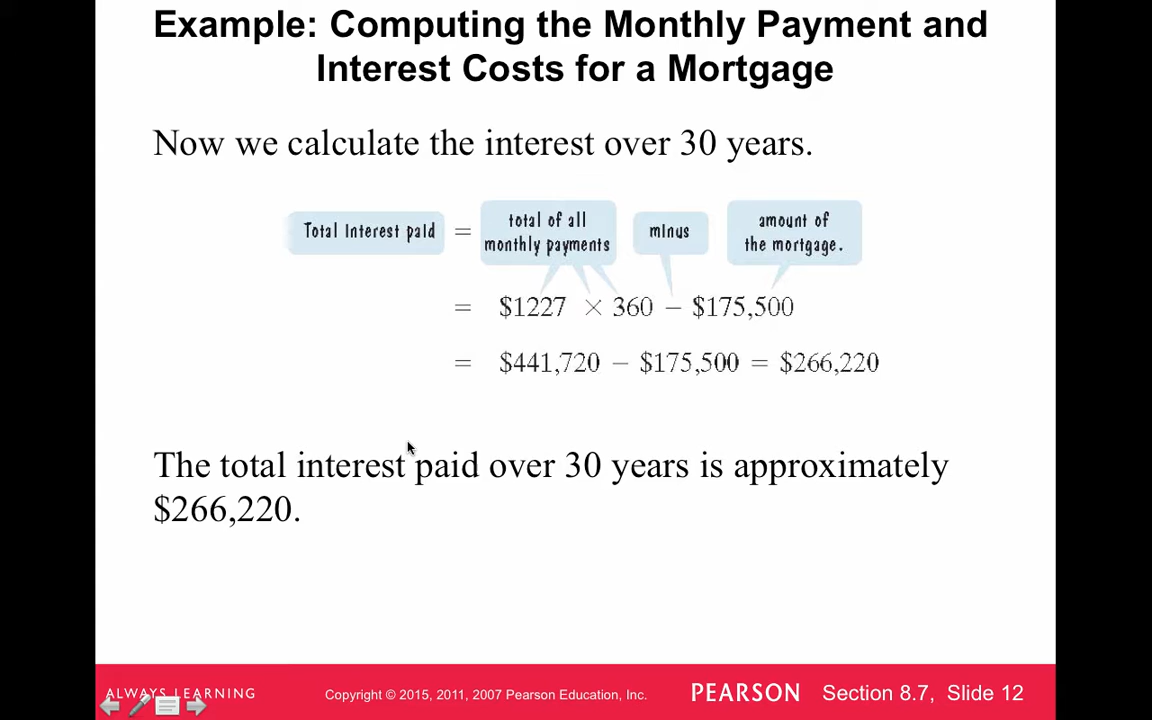 Example: Computing the Monthly Payment and
Interest Costs for a Mortgage
Now we calculate the interest over 30 years.
Total interest paid = total of all monthly payments minus amount of the mortgage.
= $1227 × 360 − $175,500
= $441,720 − $175,500 = $266,220
The total interest paid over 30 years is approximately
$266,220.
ALWAYS LEARNING Copyright © 2015, 2011, 2007 Pearson Education, Inc. PEARSON Section 8.7, Slide 12